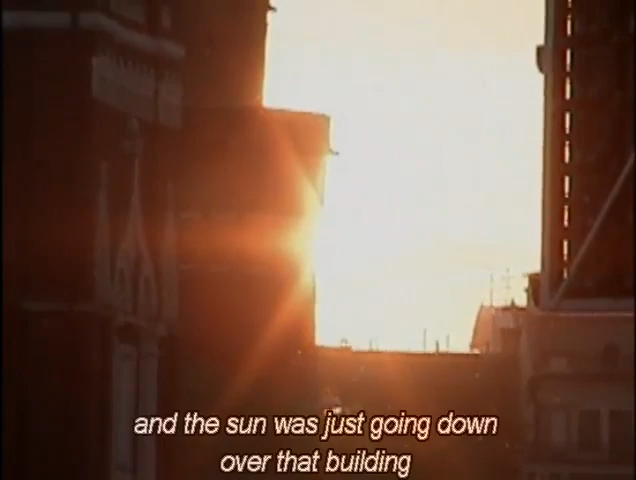 and the sun was just going down
over that building